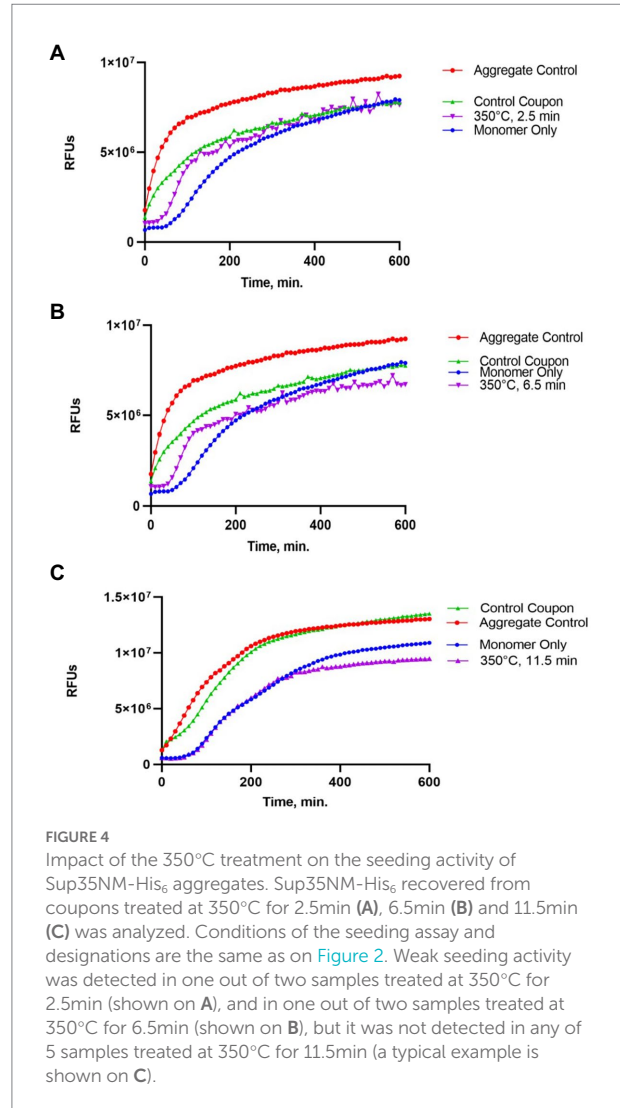 A
1×10⁷
5×10⁶
0
RFUs
0 200 400 600
Time, min.
Aggregate Control
Control Coupon
350°C, 2.5 min
Monomer Only
B
1×10⁷
5×10⁶
0
RFUs
0 200 400 600
Time, min.
Aggregate Control
Control Coupon
Monomer Only
350°C, 6.5 min
C
1.5×10⁷
1×10⁷
5×10⁶
0
RFUs
0 200 400 600
Time, min.
Control Coupon
Aggregate Control
Monomer Only
350°C, 11.5 min
FIGURE 4
Impact of the 350°C treatment on the seeding activity of
Sup35NM-His₆ aggregates. Sup35NM-His₆ recovered from
coupons treated at 350°C for 2.5min (A), 6.5min (B) and 11.5min
(C) was analyzed. Conditions of the seeding assay and
designations are the same as on Figure 2. Weak seeding activity
was detected in one out of two samples treated at 350°C for
2.5min (shown on A), and in one out of two samples treated at
350°C for 6.5min (shown on B), but it was not detected in any of
5 samples treated at 350°C for 11.5min (a typical example is
shown on C).